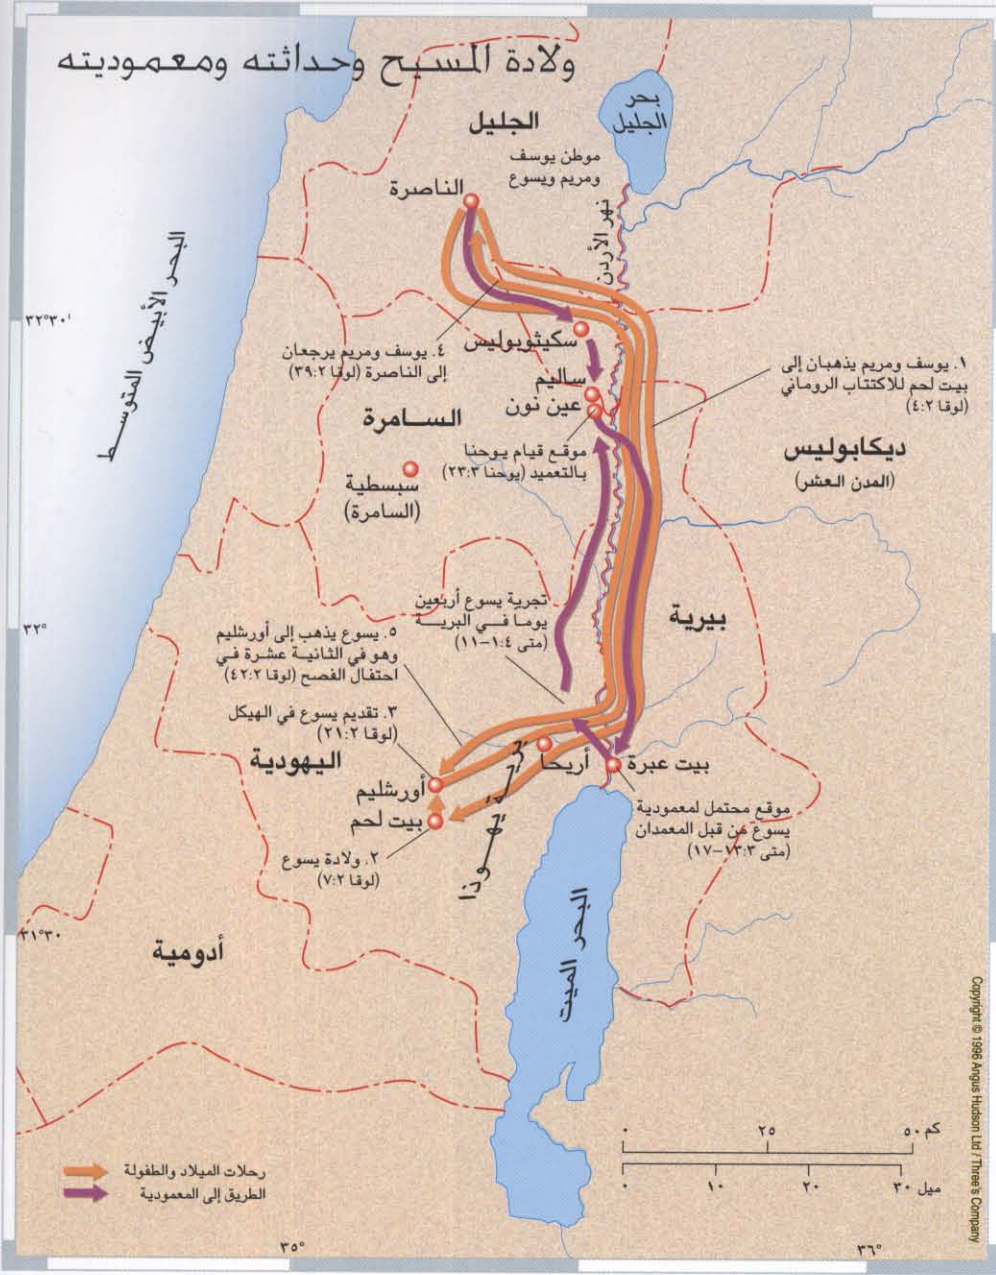 ولادة المسيح وحداثته ومعموديته
بحر
الجليل
الجليل
موطن يوسف
ومريم ويسوع
الناصرة
نهر الأردن
البحر الأبيض المتوسط
٣٢°٣٠'
سكيثوبوليس
٤. يوسف ومريم يرجعان
إلى الناصرة (لوقا ٣٩:٢)
١. يوسف ومريم يذهبان إلى
بيت لحم للاكتتاب الروماني
(لوقا ٤:٢)
ساليم
عين نون
السامرة
موقع قيام يوحنا
بالتعميد (يوحنا ٢٣:٣)
ديكابوليس
(المدن العشر)
سبسطية
(السامرة)
تجربة يسوع أربعين
يوما في البرية
(متى ١:٤-١١)
بيرية
٣٢°
٥. يسوع يذهب إلى أورشليم
وهو في الثانية عشرة في
احتفال الفصح (لوقا ٤٢:٢)
٣. تقديم يسوع في الهيكل
(لوقا ٢١:٢)
اليهودية
أريحا
بيت عبرة
أورشليم
بيت لحم
برية يهوذا
موقع محتمل لمعمودية
يسوع من قبل المعمدان
(متى ١٣:٣-١٧)
٢. ولادة يسوع
(لوقا ٧:٢)
البحر الميت
٣١°٣٠
أدومية
Copyright © 1996 Angus Hudson Ltd / Three's Company
٠ ٢٥ ٥٠ كم
٠ ١٠ ٢٠ ٣٠ ميل
رحلات الميلاد والطفولة
الطريق إلى المعمودية
٣٥°
٣٦°